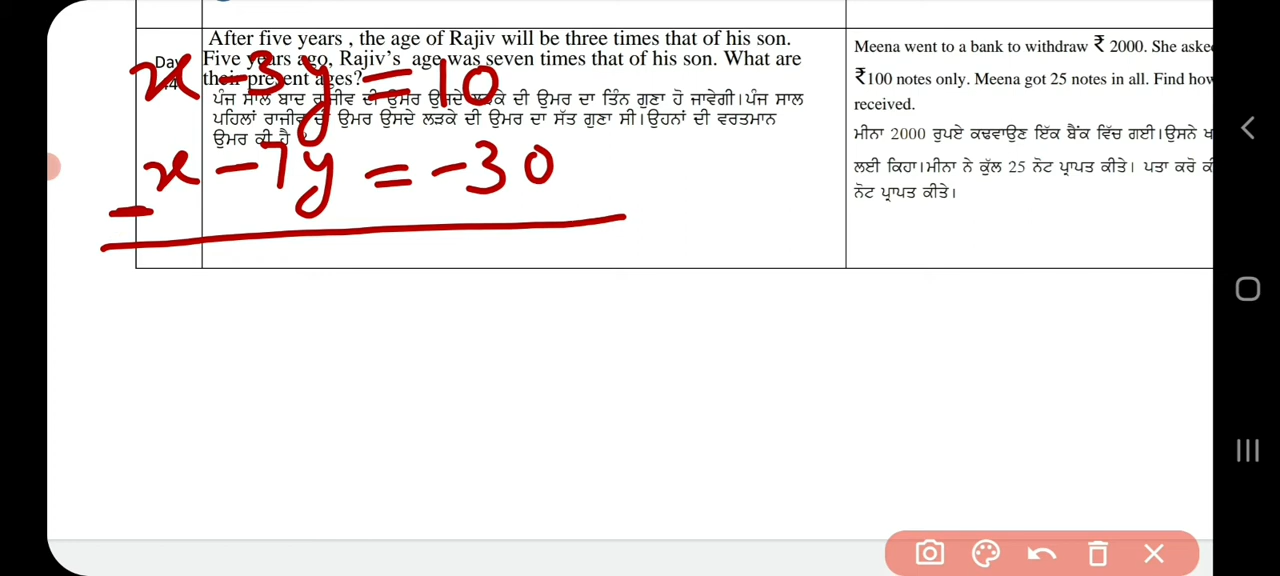 After five years , the age of Rajiv will be three times that of his son.
Day Five years ago, Rajiv's age was seven times that of his son. What are
their present ages?
ਪੰਜ ਸਾਲ ਬਾਦ ਰਾਜੀਵ ਦੀ ਉਮਰ ਉਸਦੇ ਲੜਕੇ ਦੀ ਉਮਰ ਦਾ ਤਿੰਨ ਗੁਣਾ ਹੋ ਜਾਵੇਗੀ।ਪੰਜ ਸਾਲ
ਪਹਿਲਾਂ ਰਾਜੀਵ ਦੀ ਉਮਰ ਉਸਦੇ ਲੜਕੇ ਦੀ ਉਮਰ ਦਾ ਸੱਤ ਗੁਣਾ ਸੀ।ਉਹਨਾਂ ਦੀ ਵਰਤਮਾਨ
ਉਮਰ ਕੀ ਹੈ
x - 3y = 10
x - 7y = -30
-
Meena went to a bank to withdraw ₹ 2000. She aske
₹100 notes only. Meena got 25 notes in all. Find how
received.
ਮੀਨਾ 2000 ਰੁਪਏ ਕਢਵਾਉਣ ਇੱਕ ਬੈਂਕ ਵਿੱਚ ਗਈ।ਉਸਨੇ ਖ
ਲਈ ਕਿਹਾ।ਮੀਨਾ ਨੇ ਕੁੱਲ 25 ਨੋਟ ਪ੍ਰਾਪਤ ਕੀਤੇ। ਪਤਾ ਕਰੋ ਕੀ
ਨੋਟ ਪ੍ਰਾਪਤ ਕੀਤੇ।